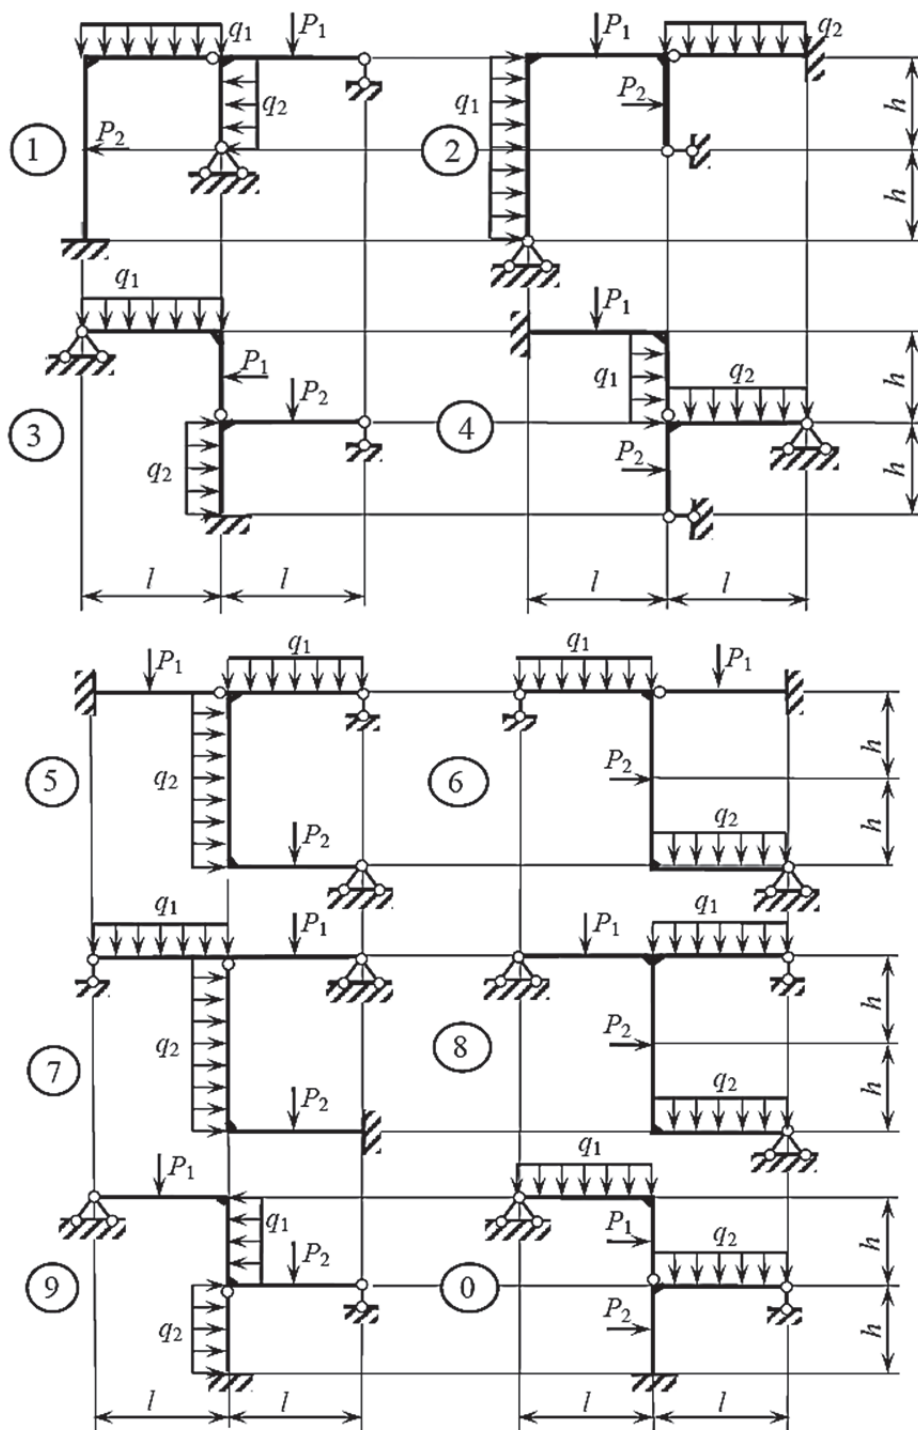 q₁ P₁ P₁ q₂
1 P₂ q₂ q₁ 2 P₂ h
h
q₁ P₁
3 P₁ P₂ q₂ 4 q₁ q₂ P₂ h
h
l l l l
P₁ q₁ q₁ P₁
5 q₂ P₂ 6 P₂ q₂ h
h
q₁ P₁ P₁ q₁
7 q₂ P₂ 8 P₂ q₂ h
h
P₁ q₁
9 q₁ P₂ q₂ 0 P₁ q₂ P₂ h
h
l l l l